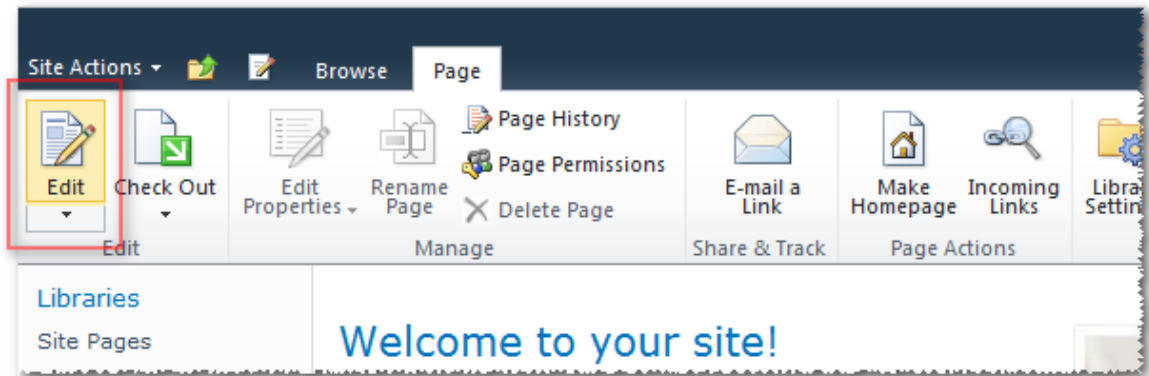 Site Actions Browse Page
Page History
Page Permissions
Edit Check Out Edit Properties Rename Page Delete Page E-mail a Link Make Homepage Incoming Links
Edit Manage Share & Track Page Actions
Libraries
Site Pages
Welcome to your site!